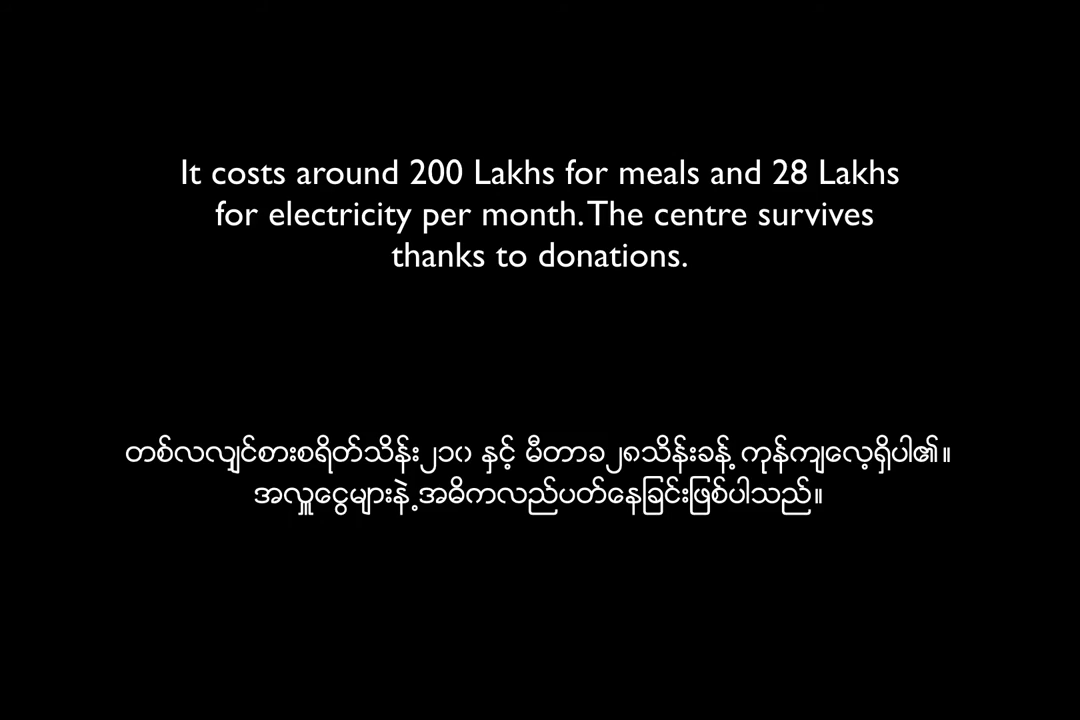 It costs around 200 Lakhs for meals and 28 Lakhs
for electricity per month. The centre survives
thanks to donations.
တစ်လလျှင်စားစရိတ်သိန်း၂၁၀ နှင့် မီတာခ၂၈သိန်းခန့် ကုန်ကျလေ့ရှိပါ၏။
အလှူငွေများနဲ့ အဓိကလည်ပတ်နေခြင်းဖြစ်ပါသည်။